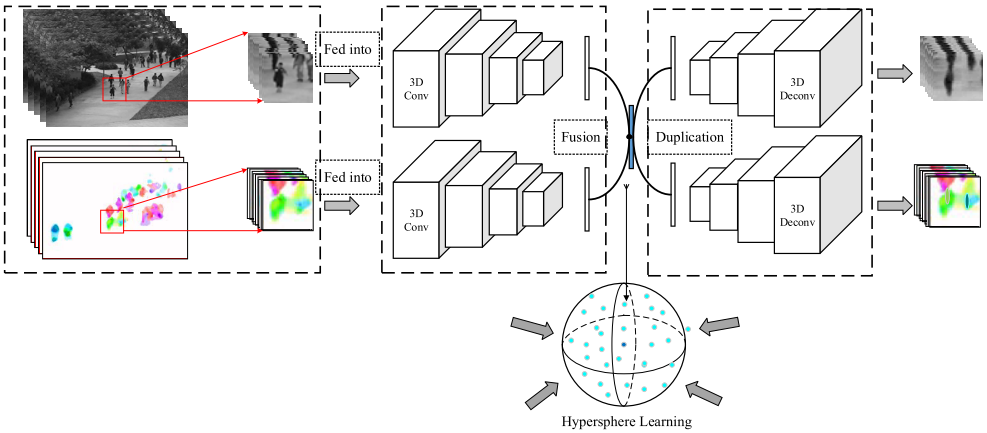 Fed into
3D
Conv
3D
Deconv
Fusion
Duplication
Fed into
3D
Conv
3D
Deconv
Hypersphere Learning